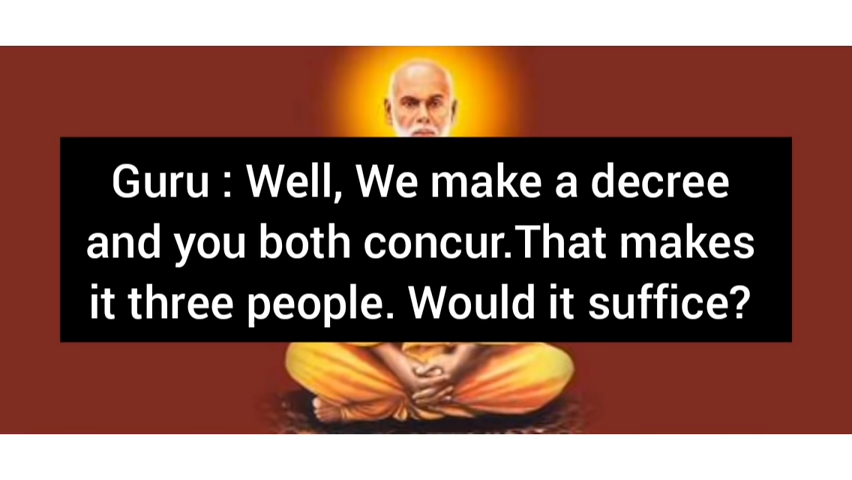 Guru : Well, We make a decree
and you both concur.That makes
it three people. Would it suffice?